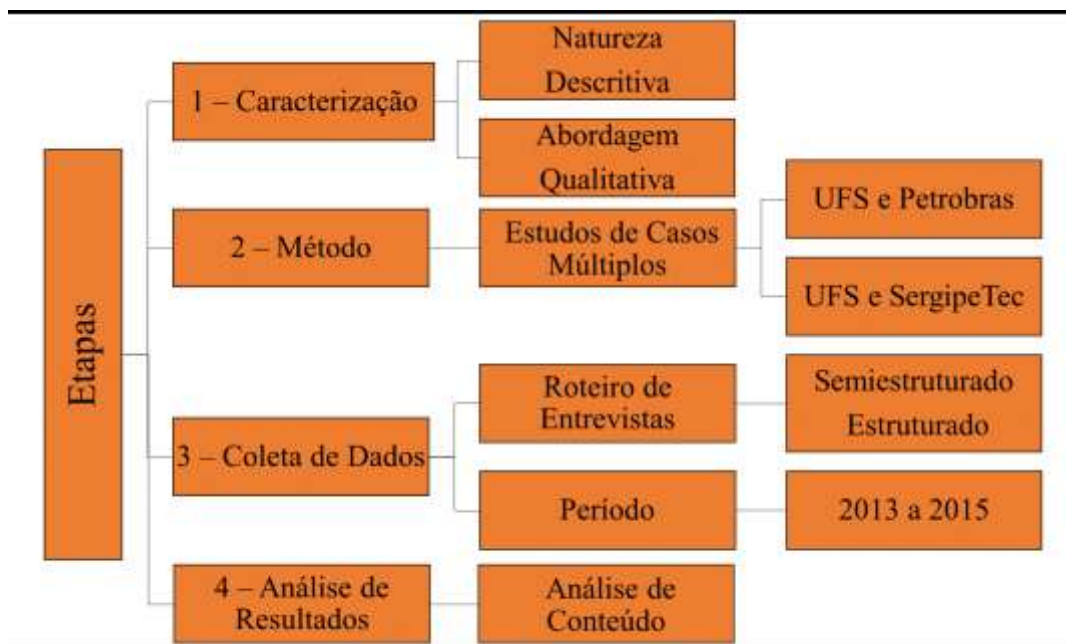 Etapas
1 – Caracterização
Natureza
Descritiva
Abordagem
Qualitativa
2 – Método
Estudos de Casos
Múltiplos
UFS e Petrobras
UFS e SergipeTec
3 – Coleta de Dados
Roteiro de
Entrevistas
Semiestruturado
Estruturado
Período
2013 a 2015
4 – Análise de
Resultados
Análise de
Conteúdo